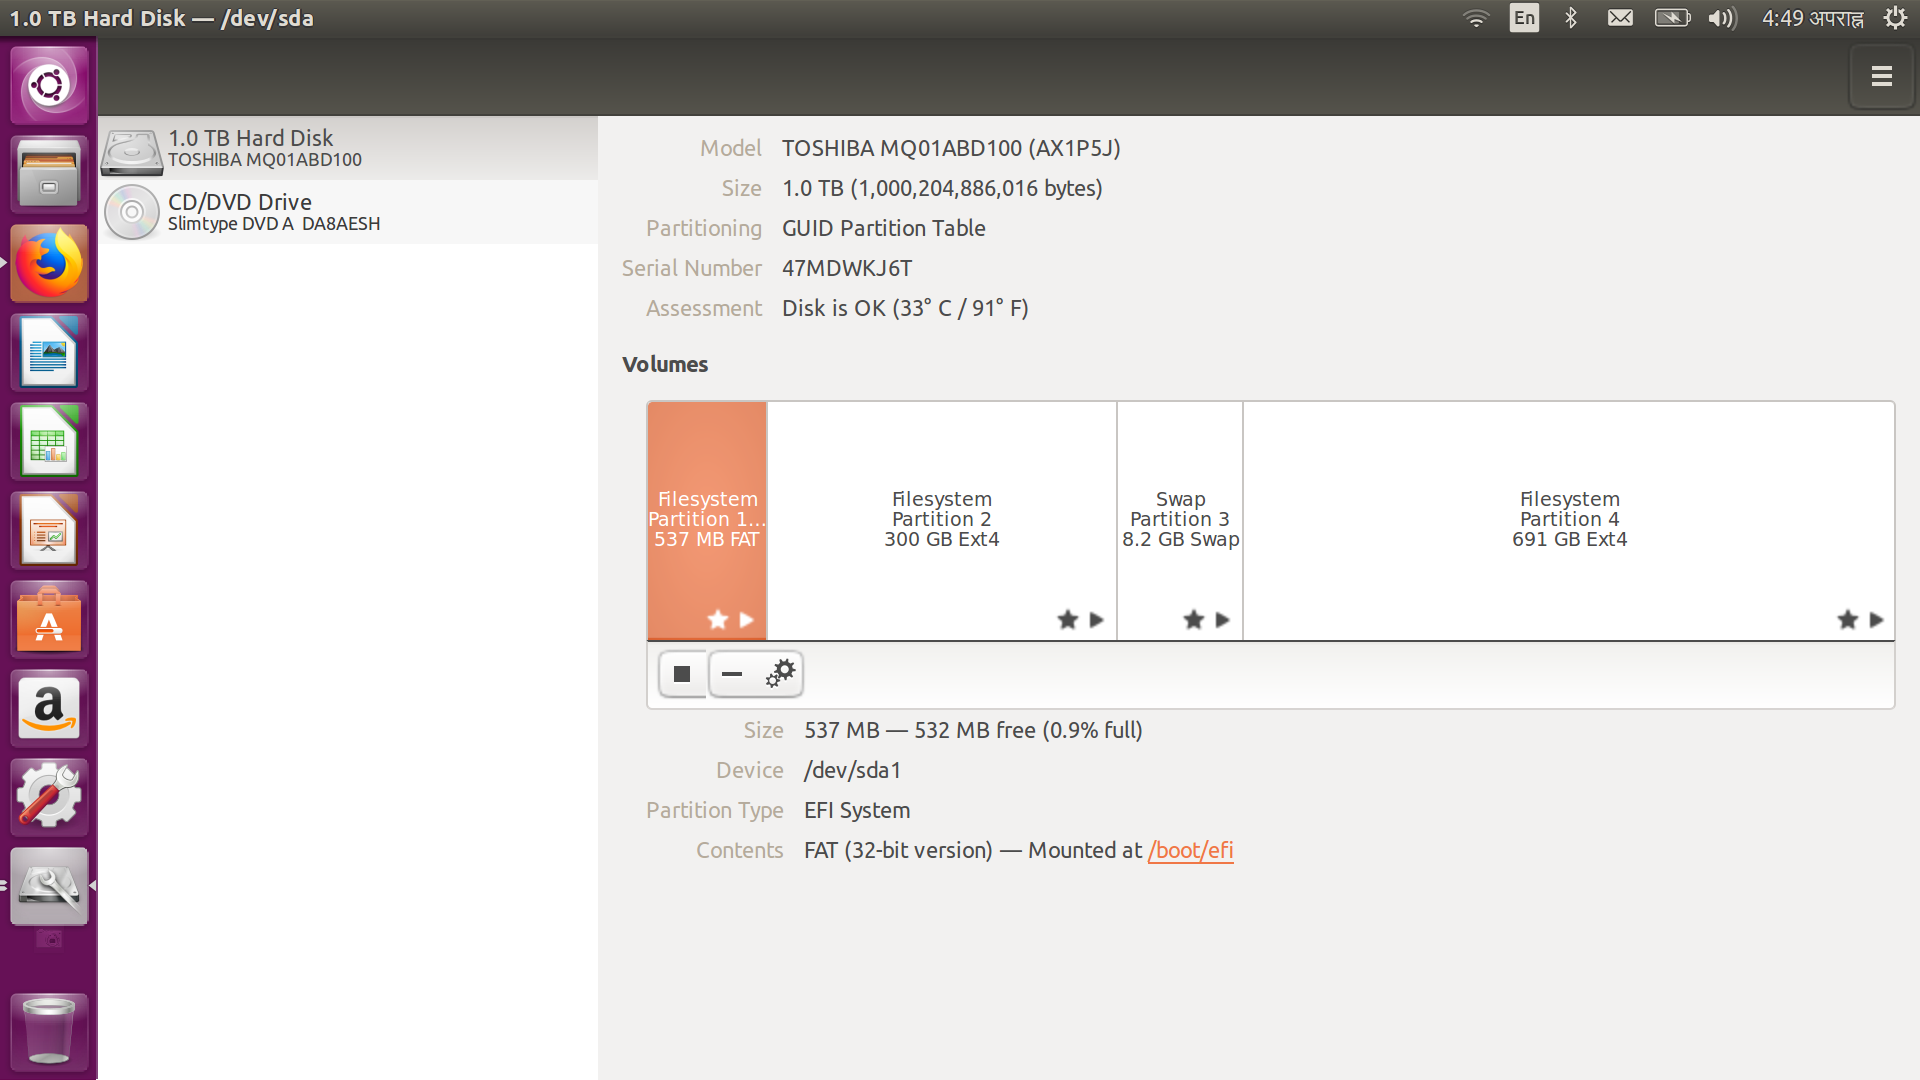 1.0 TB Hard Disk — /dev/sda
En
4:49 अपराह्न
1.0 TB Hard Disk
TOSHIBA MQ01ABD100
CD/DVD Drive
Slimtype DVD A  DA8AESH
Model TOSHIBA MQ01ABD100 (AX1P5J)
Size 1.0 TB (1,000,204,886,016 bytes)
Partitioning GUID Partition Table
Serial Number 47MDWKJ6T
Assessment Disk is OK (33° C / 91° F)
Volumes
Filesystem
Partition 1...
537 MB FAT
Filesystem
Partition 2
300 GB Ext4
Swap
Partition 3
8.2 GB Swap
Filesystem
Partition 4
691 GB Ext4
Size 537 MB — 532 MB free (0.9% full)
Device /dev/sda1
Partition Type EFI System
Contents FAT (32-bit version) — Mounted at /boot/efi